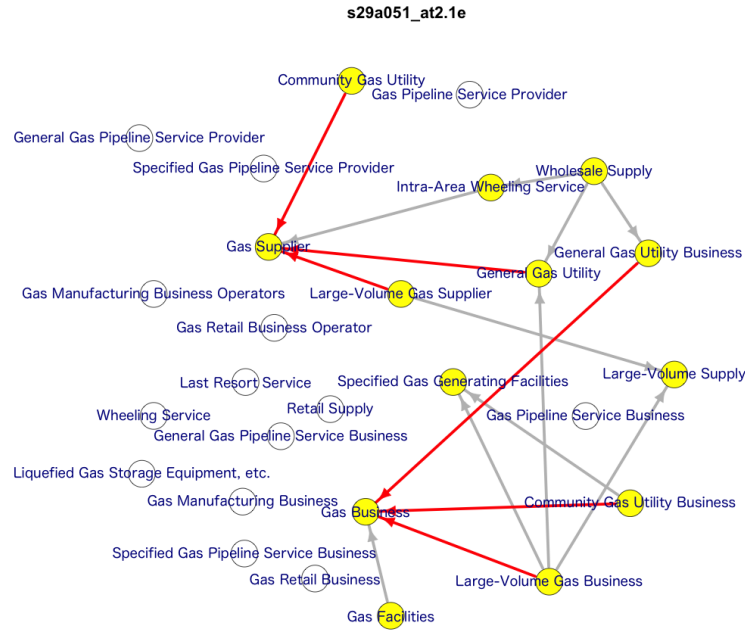 s29a051_at2.1e
Community Gas Utility
Gas Pipeline Service Provider
General Gas Pipeline Service Provider
Specified Gas Pipeline Service Provider
Wholesale Supply
Intra-Area Wheeling Service
Gas Supplier
General Gas Utility Business
General Gas Utility
Gas Manufacturing Business Operators
Large-Volume Gas Supplier
Gas Retail Business Operator
Large-Volume Supply
Last Resort Service
Specified Gas Generating Facilities
Wheeling Service
Retail Supply
Gas Pipeline Service Business
General Gas Pipeline Service Business
Liquefied Gas Storage Equipment, etc.
Gas Manufacturing Business
Gas Business
Community Gas Utility Business
Specified Gas Pipeline Service Business
Gas Retail Business
Large-Volume Gas Business
Gas Facilities